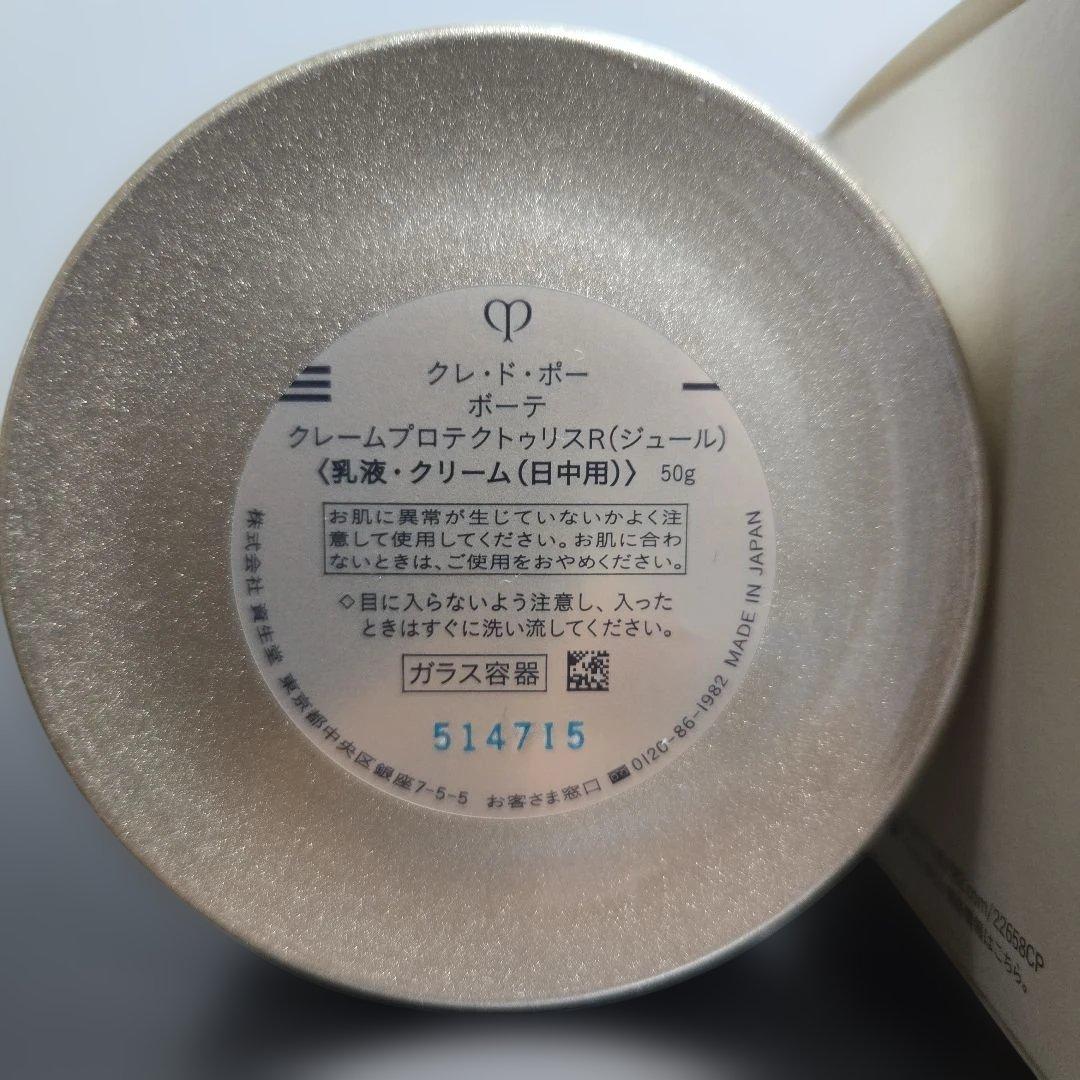 クレ・ド・ポー
ボーテ
クレームプロテクトゥリスR(ジュール)
〈乳液・クリーム(日中用)〉 50g
お肌に異常が生じていないかよく注
意して使用してください。お肌に合わ
ないときは、ご使用をおやめください。
◇目に入らないよう注意し、入った
ときはすぐに洗い流してください。
ガラス容器
514715
株式会社 資生堂 東京都中央区銀座7-5-5 お客さま窓口 0120-86-1982 MADE IN JAPAN
.com/22658CP
はこちら。